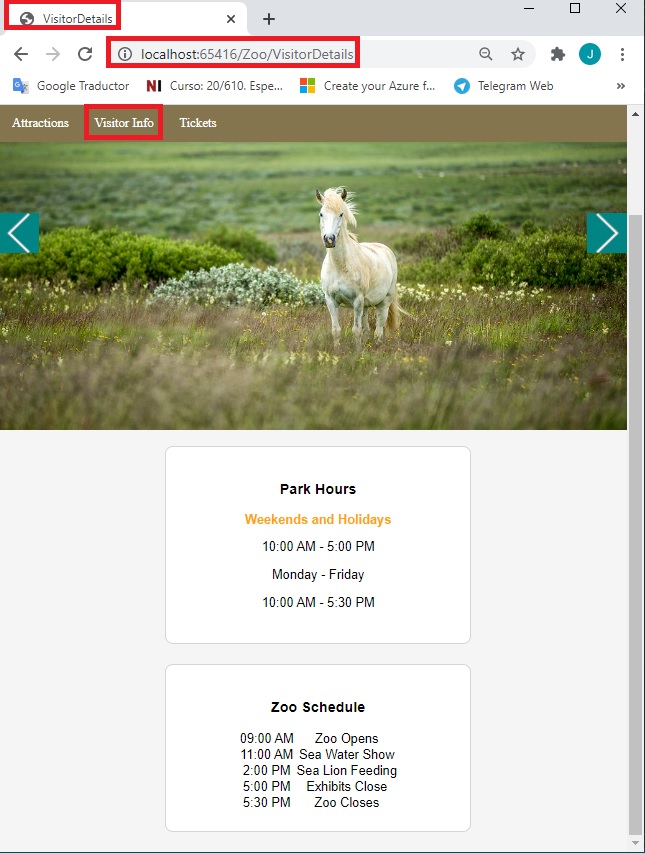 VisitorDetails
localhost:65416/Zoo/VisitorDetails
Google Traductor NI Curso: 20/610. Espe... Create your Azure f... Telegram Web »
J
Attractions Visitor Info Tickets
Park Hours
Weekends and Holidays
10:00 AM - 5:00 PM
Monday - Friday
10:00 AM - 5:30 PM
Zoo Schedule
09:00 AM Zoo Opens
11:00 AM Sea Water Show
2:00 PM Sea Lion Feeding
5:00 PM Exhibits Close
5:30 PM Zoo Closes